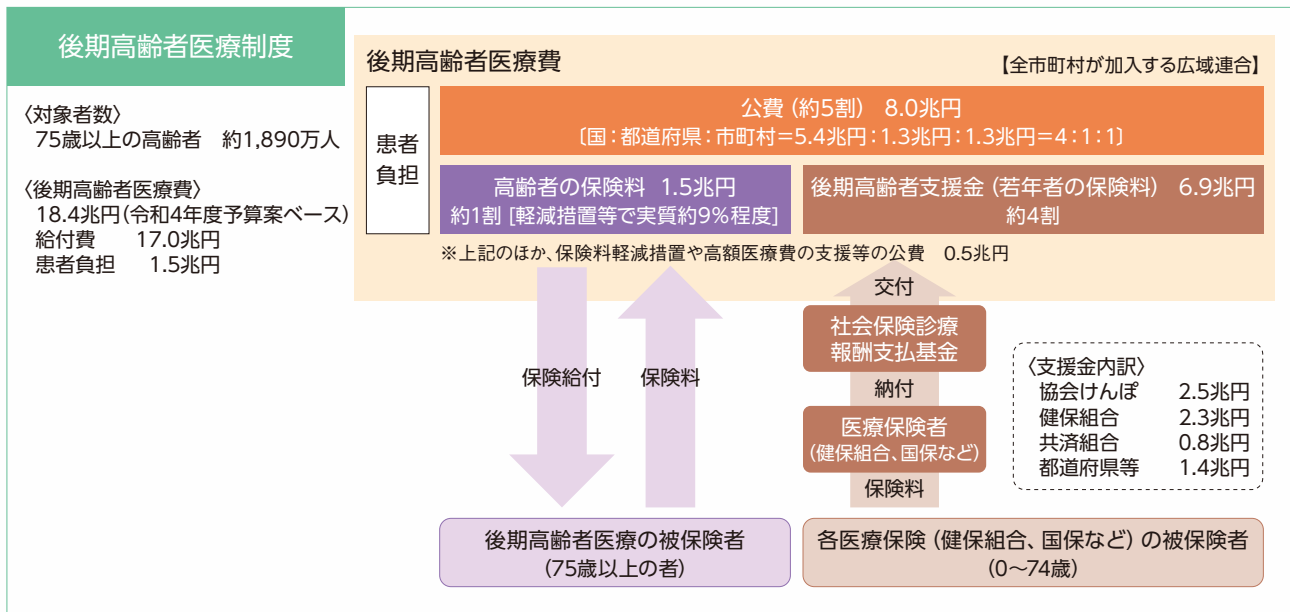 後期高齢者医療制度
〈対象者数〉
75歳以上の高齢者 約1,890万人
〈後期高齢者医療費〉
18.4兆円(令和4年度予算案ベース)
給付費 17.0兆円
患者負担 1.5兆円
後期高齢者医療費
【全市町村が加入する広域連合】
患者
負担
公費(約5割) 8.0兆円
〔国:都道府県:市町村=5.4兆円:1.3兆円:1.3兆円=4:1:1〕
高齢者の保険料 1.5兆円
約1割 [軽減措置等で実質約9%程度]
後期高齢者支援金(若年者の保険料) 6.9兆円
約4割
※上記のほか、保険料軽減措置や高額医療費の支援等の公費 0.5兆円
保険給付
保険料
交付
社会保険診療
報酬支払基金
納付
医療保険者
(健保組合、国保など)
保険料
〈支援金内訳〉
協会けんぽ 2.5兆円
健保組合 2.3兆円
共済組合 0.8兆円
都道府県等 1.4兆円
後期高齢者医療の被保険者
(75歳以上の者)
各医療保険(健保組合、国保など)の被保険者
(0~74歳)